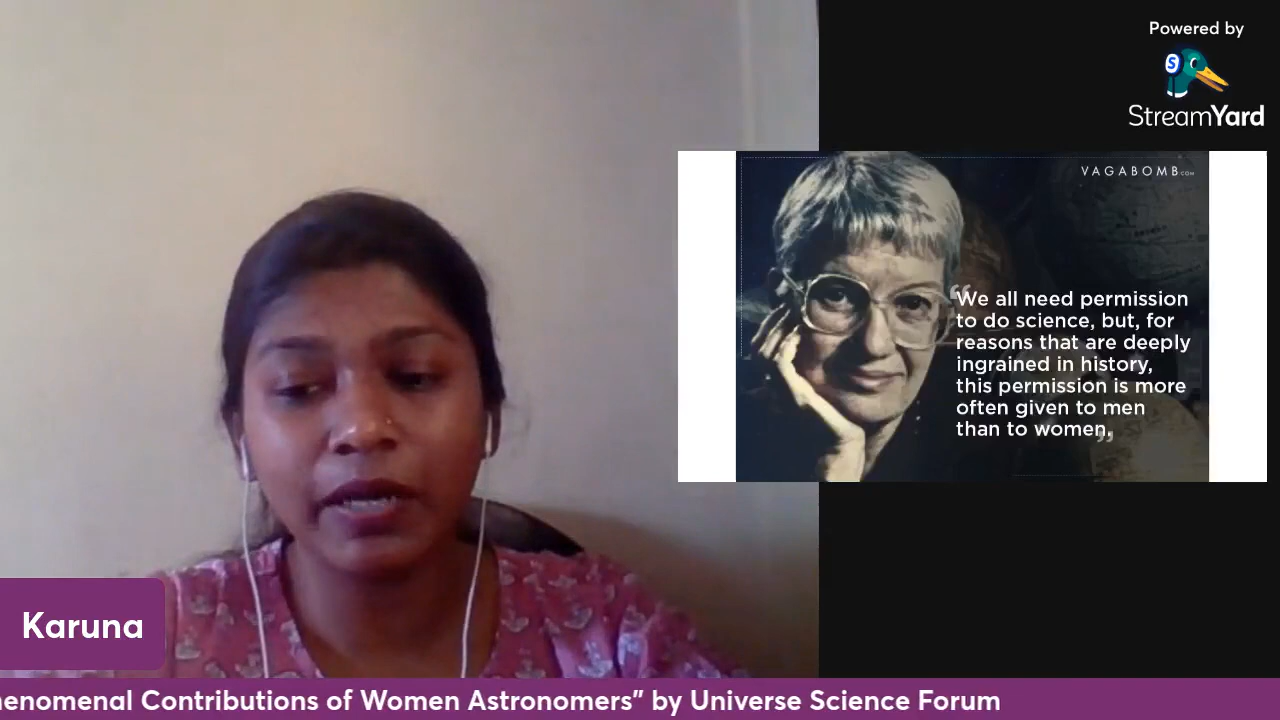 Powered by
StreamYard
VAGABOMB.COM
“We all need permission
to do science, but, for
reasons that are deeply
ingrained in history,
this permission is more
often given to men
than to women.”
Karuna
henomenal Contributions of Women Astronomers” by Universe Science Forum